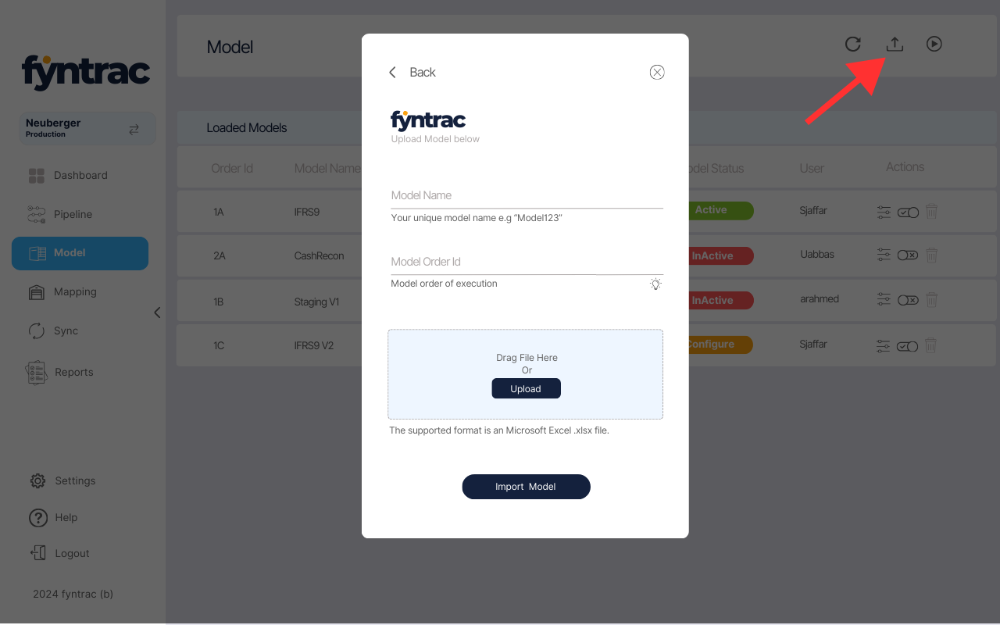 fyntrac
Neuberger
Production
Dashboard
Pipeline
Model
Mapping
Sync
Reports
Settings
Help
Logout
2024 fyntrac (b)
Model
Loaded Models
Order Id Model Name Status User Actions
1A IFRS9 Active Sjaffar
2A CashRecon InActive Uabbas
1B Staging V1 InActive arahmed
1C IFRS9 V2 Configure Sjaffar
Back
fyntrac
Upload Model below
Model Name
Your unique model name e.g “Model123”
Model Order Id
Model order of execution
Drag File Here
Or
Upload
The supported format is an Microsoft Excel .xlsx file.
Import Model